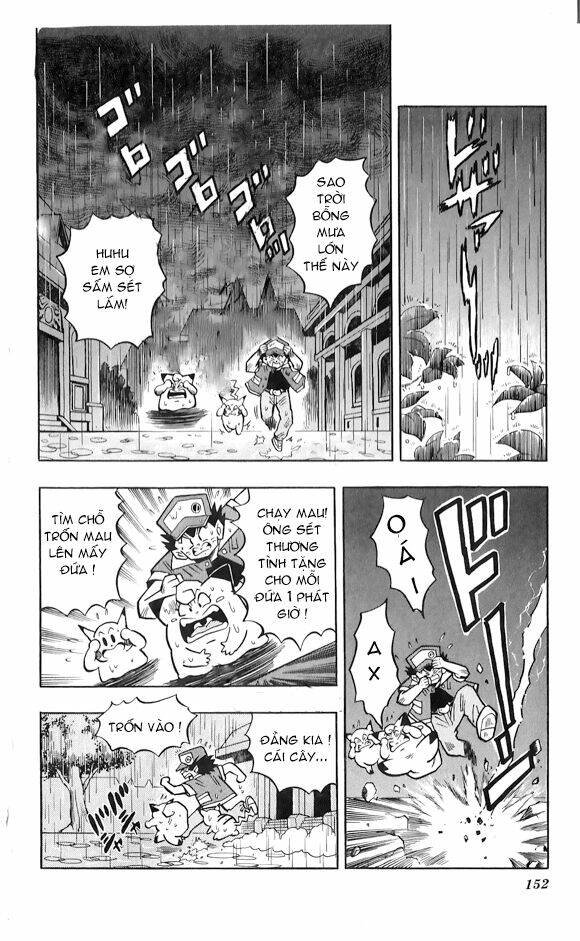 ドザッ
SAO
TRỜI
BỖNG
MƯA
LỚN
THẾ NÀY
ゴロ
ゴロ
ゴロ
HUHU
EM SỢ
SẤM SÉT
LẮM!
OÁI
AX
CHẠY MAU!
ÔNG SÉT
THƯƠNG
TÌNH TẶNG
CHO MỖI
ĐỨA 1 PHÁT
GIỜ!
TÌM CHỖ
TRỐN MAU
LÊN MẤY
ĐỨA!
TRỐN VÀO!
ĐẰNG KIA!
CÁI CÂY...
152